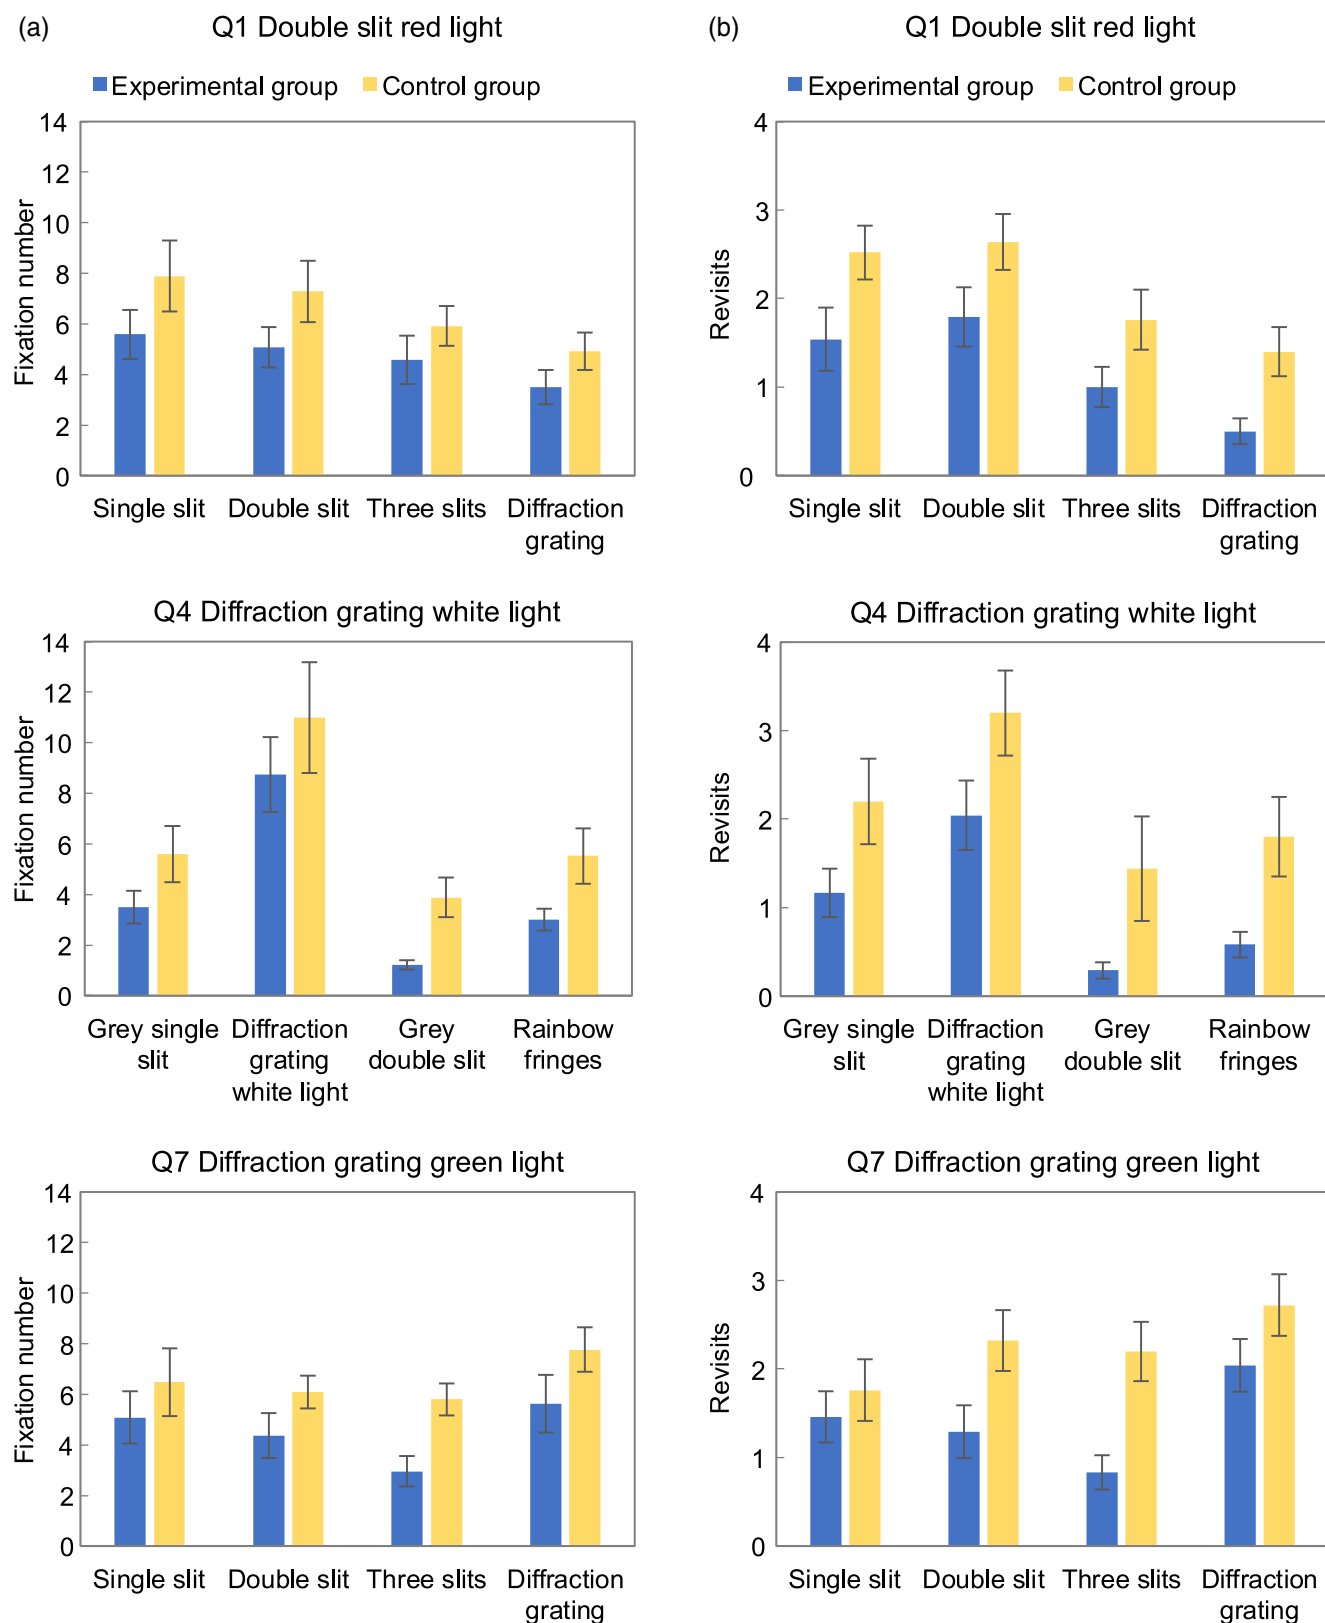 (a)
Q1 Double slit red light
Experimental group
Control group
14
12
10
8
6
4
2
0
Fixation number
Single slit
Double slit
Three slits
Diffraction
grating
(b)
Q1 Double slit red light
Experimental group
Control group
4
3
2
1
0
Revisits
Single slit
Double slit
Three slits
Diffraction
grating
Q4 Diffraction grating white light
14
12
10
8
6
4
2
0
Fixation number
Grey single
slit
Diffraction
grating
white light
Grey
double slit
Rainbow
fringes
Q4 Diffraction grating white light
4
3
2
1
0
Revisits
Grey single
slit
Diffraction
grating
white light
Grey
double slit
Rainbow
fringes
Q7 Diffraction grating green light
14
12
10
8
6
4
2
0
Fixation number
Single slit
Double slit
Three slits
Diffraction
grating
Q7 Diffraction grating green light
4
3
2
1
0
Revisits
Single slit
Double slit
Three slits
Diffraction
grating